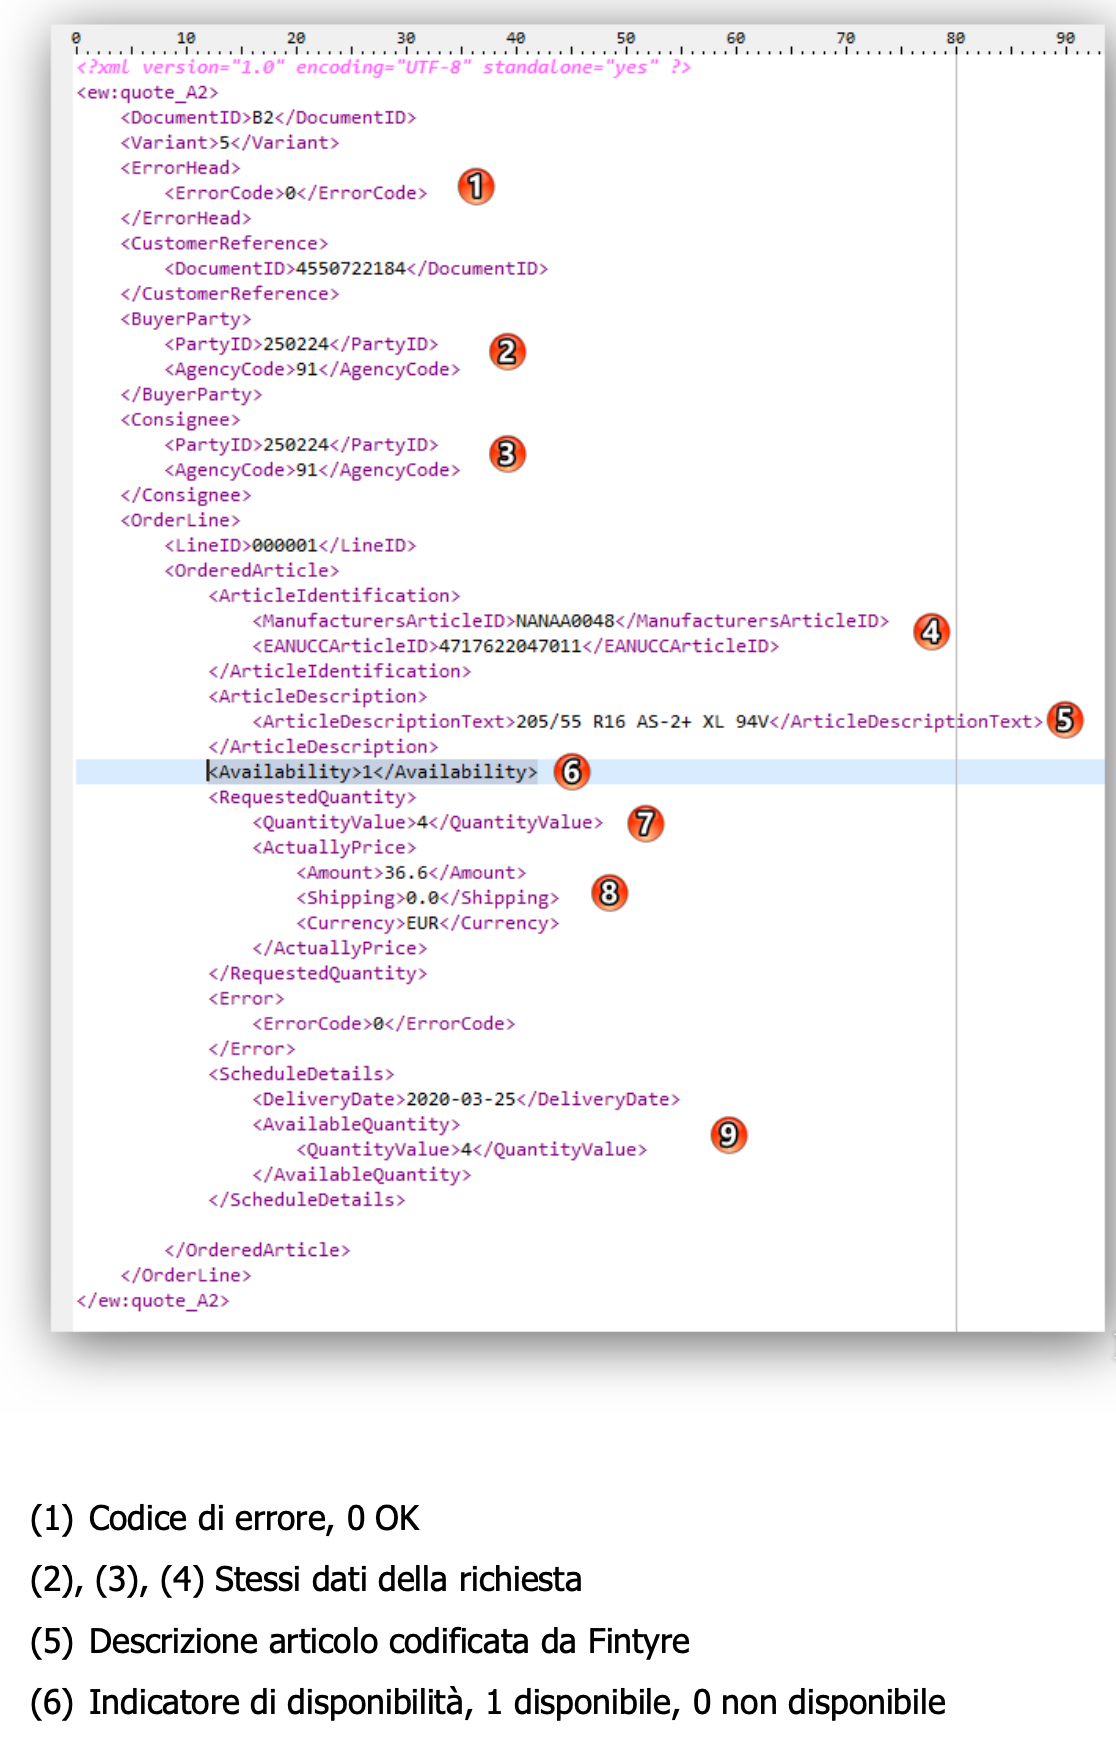 0 10 20 30 40 50 60 70 80 90
<?xml version="1.0" encoding="UTF-8" standalone="yes" ?>
<ew:quote_A2>
<DocumentID>B2</DocumentID>
<Variant>5</Variant>
<ErrorHead>
<ErrorCode>0</ErrorCode> 1
</ErrorHead>
<CustomerReference>
<DocumentID>4550722184</DocumentID>
</CustomerReference>
<BuyerParty>
<PartyID>250224</PartyID> 2
<AgencyCode>91</AgencyCode>
</BuyerParty>
<Consignee>
<PartyID>250224</PartyID> 3
<AgencyCode>91</AgencyCode>
</Consignee>
<OrderLine>
<LineID>000001</LineID>
<OrderedArticle>
<ArticleIdentification>
<ManufacturersArticleID>NANAA0048</ManufacturersArticleID> 4
<EANUCCArticleID>4717622047011</EANUCCArticleID>
</ArticleIdentification>
<ArticleDescription>
<ArticleDescriptionText>205/55 R16 AS-2+ XL 94V</ArticleDescriptionText> 5
</ArticleDescription>
<Availability>1</Availability> 6
<RequestedQuantity>
<QuantityValue>4</QuantityValue> 7
<ActuallyPrice>
<Amount>36.6</Amount>
<Shipping>0.0</Shipping> 8
<Currency>EUR</Currency>
</ActuallyPrice>
</RequestedQuantity>
<Error>
<ErrorCode>0</ErrorCode>
</Error>
<ScheduleDetails>
<DeliveryDate>2020-03-25</DeliveryDate>
<AvailableQuantity> 9
<QuantityValue>4</QuantityValue>
</AvailableQuantity>
</ScheduleDetails>
</OrderedArticle>
</OrderLine>
</ew:quote_A2>
(1) Codice di errore, 0 OK
(2), (3), (4) Stessi dati della richiesta
(5) Descrizione articolo codificata da Fintyre
(6) Indicatore di disponibilità, 1 disponibile, 0 non disponibile